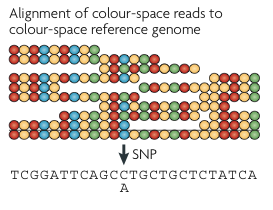 Alignment of colour-space reads to
colour-space reference genome
SNP
TCGGATTCAGCCTGCTGCTCTATCA
A